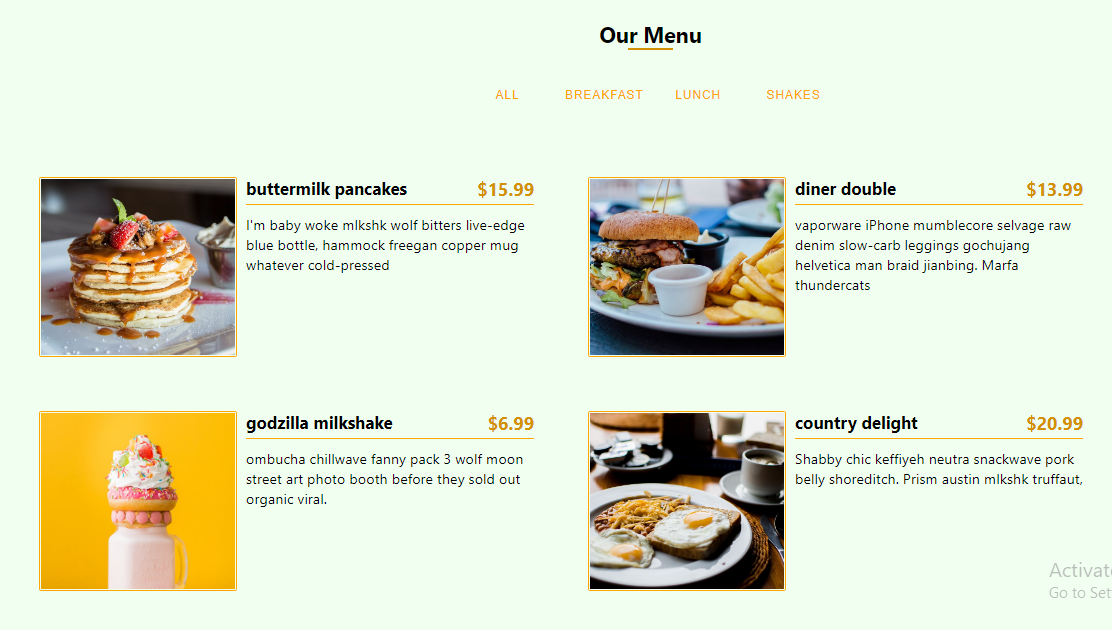 Our Menu
ALL BREAKFAST LUNCH SHAKES
buttermilk pancakes $15.99
I'm baby woke mlkshk wolf bitters live-edge
blue bottle, hammock freegan copper mug
whatever cold-pressed
diner double $13.99
vaporware iPhone mumblecore selvage raw
denim slow-carb leggings gochujang
helvetica man braid jianbing. Marfa
thundercats
godzilla milkshake $6.99
ombucha chillwave fanny pack 3 wolf moon
street art photo booth before they sold out
organic viral.
country delight $20.99
Shabby chic keffiyeh neutra snackwave pork
belly shoreditch. Prism austin mlkshk truffaut,
Activate
Go to Set